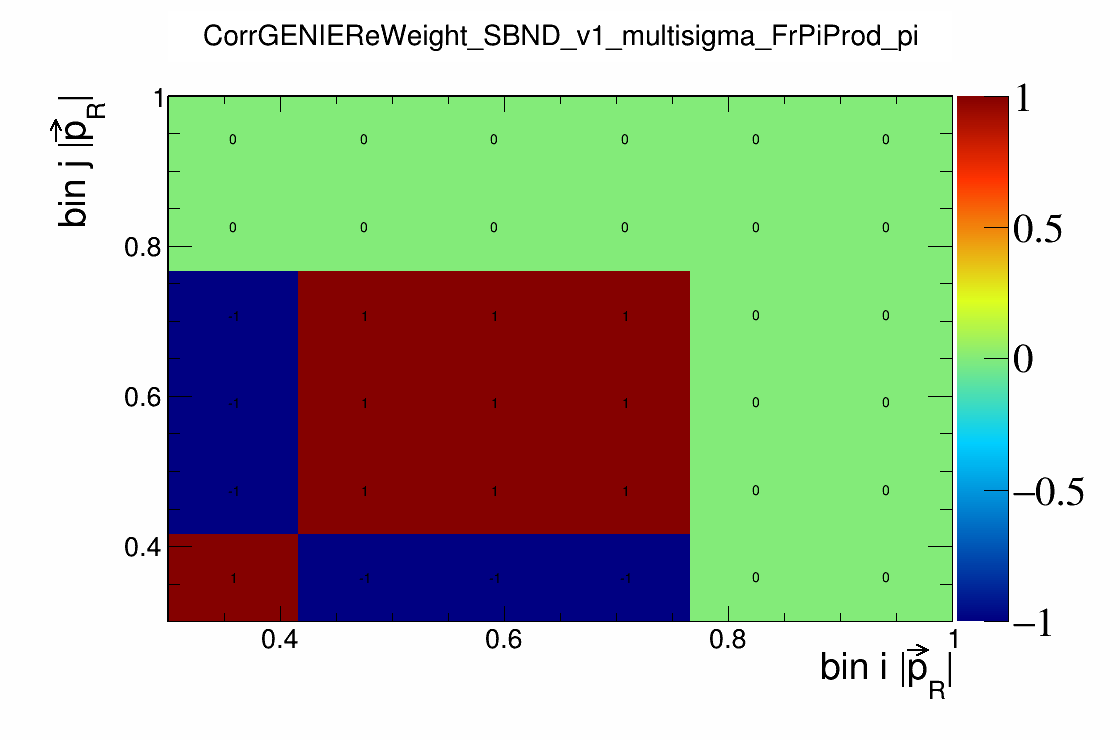 CorrGENIEReWeight_SBND_v1_multisigma_FrPiProd_pi
bin j |p⃗_R|
1
0.8
0.6
0.4
0 0 0 0 0 0
0 0 0 0 0 0
-1 1 1 1 0 0
-1 1 1 1 0 0
-1 1 1 1 0 0
1 -1 -1 -1 0 0
0.4 0.6 0.8 1
bin i |p⃗_R|
1
0.5
0
−0.5
−1